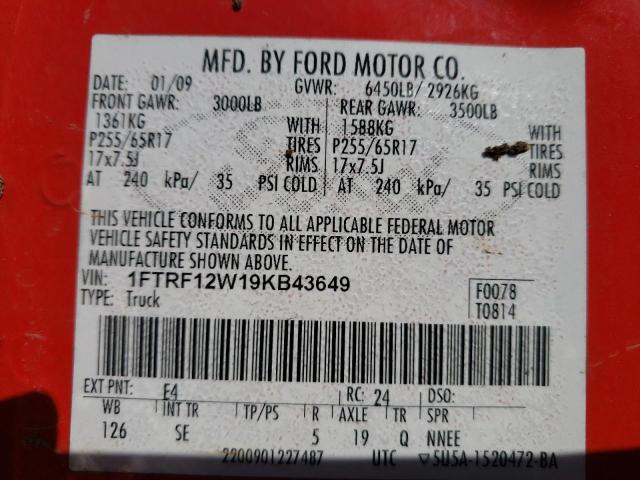 MFD. BY FORD MOTOR CO.
DATE: 01/09 GVWR: 6450LB/ 2926KG
FRONT GAWR: 3000LB REAR GAWR: 3500LB
1361KG WITH 1588KG WITH
P255/65R17 TIRES P255/65R17 TIRES
17x7.5J RIMS 17x7.5J RIMS
AT 240 kPa/ 35 PSI COLD AT 240 kPa/ 35 PSI COLD
THIS VEHICLE CONFORMS TO ALL APPLICABLE FEDERAL MOTOR
VEHICLE SAFETY STANDARDS IN EFFECT ON THE DATE OF
MANUFACTURE SHOWN ABOVE.
VIN: 1FTRF12W19KB43649 F0078
TYPE: Truck T0814
EXT PNT: E4 RC: 24 DSO:
WB INT TR TP/PS R AXLE TR SPR
126 SE 5 19 Q NNEE
2200901227487 UTC ▽5U5A-1520472-BA